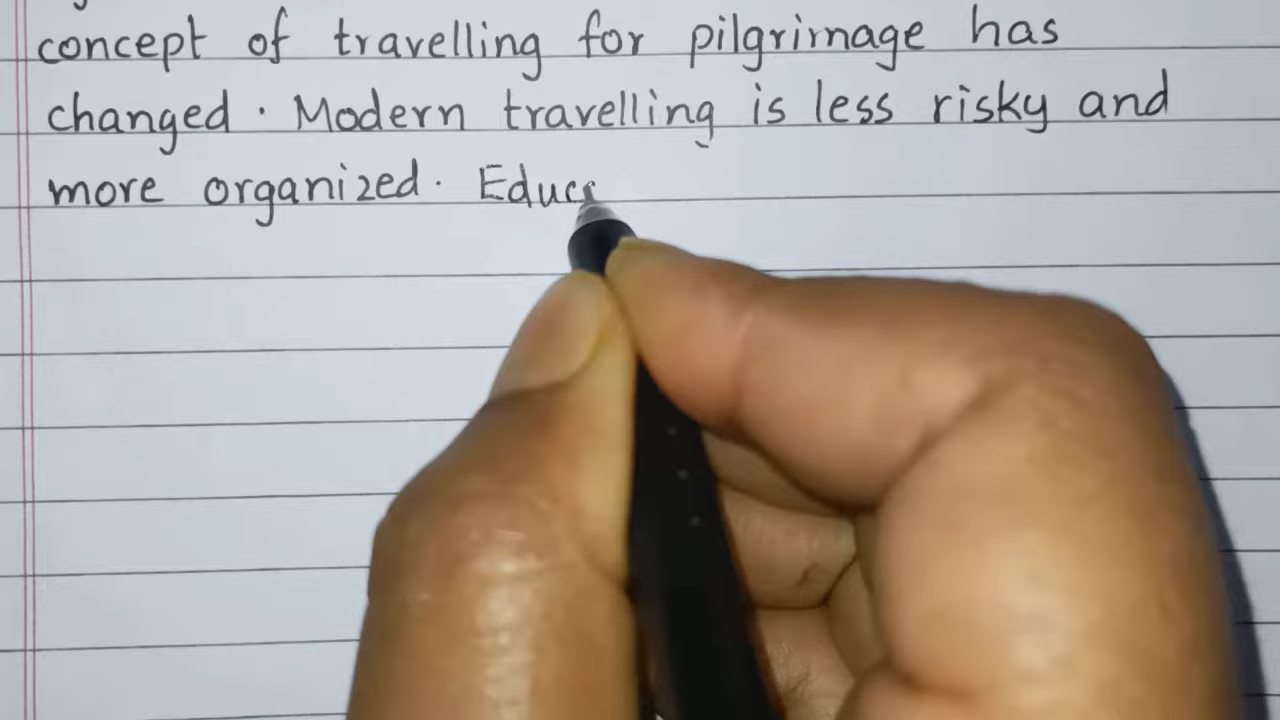 concept of travelling for pilgrimage has
changed. Modern travelling is less risky and
more organized.